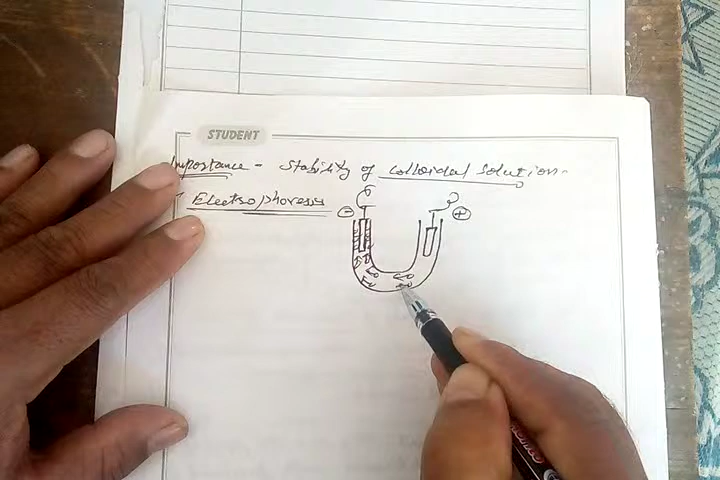 STUDENT
Importance - Stability of colloidal solution-
Electrophoresis
- +